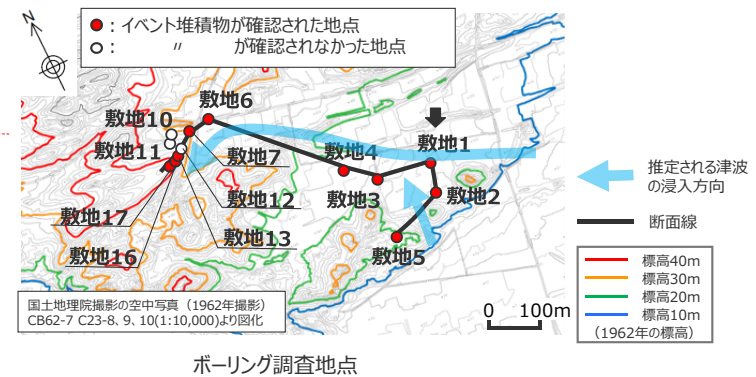 N
●：イベント堆積物が確認された地点
○：　〃　が確認されなかった地点
敷地6
敷地10
敷地1
敷地11
敷地7
敷地4
敷地12
敷地3
敷地2
敷地17
敷地13
敷地16
敷地5
推定される津波
の浸入方向
断面線
標高40m
標高30m
標高20m
標高10m
（1962年の標高）
国土地理院撮影の空中写真（1962年撮影）
CB62-7 C23-8、9、10(1:10,000)より図化
0 100m
ボーリング調査地点